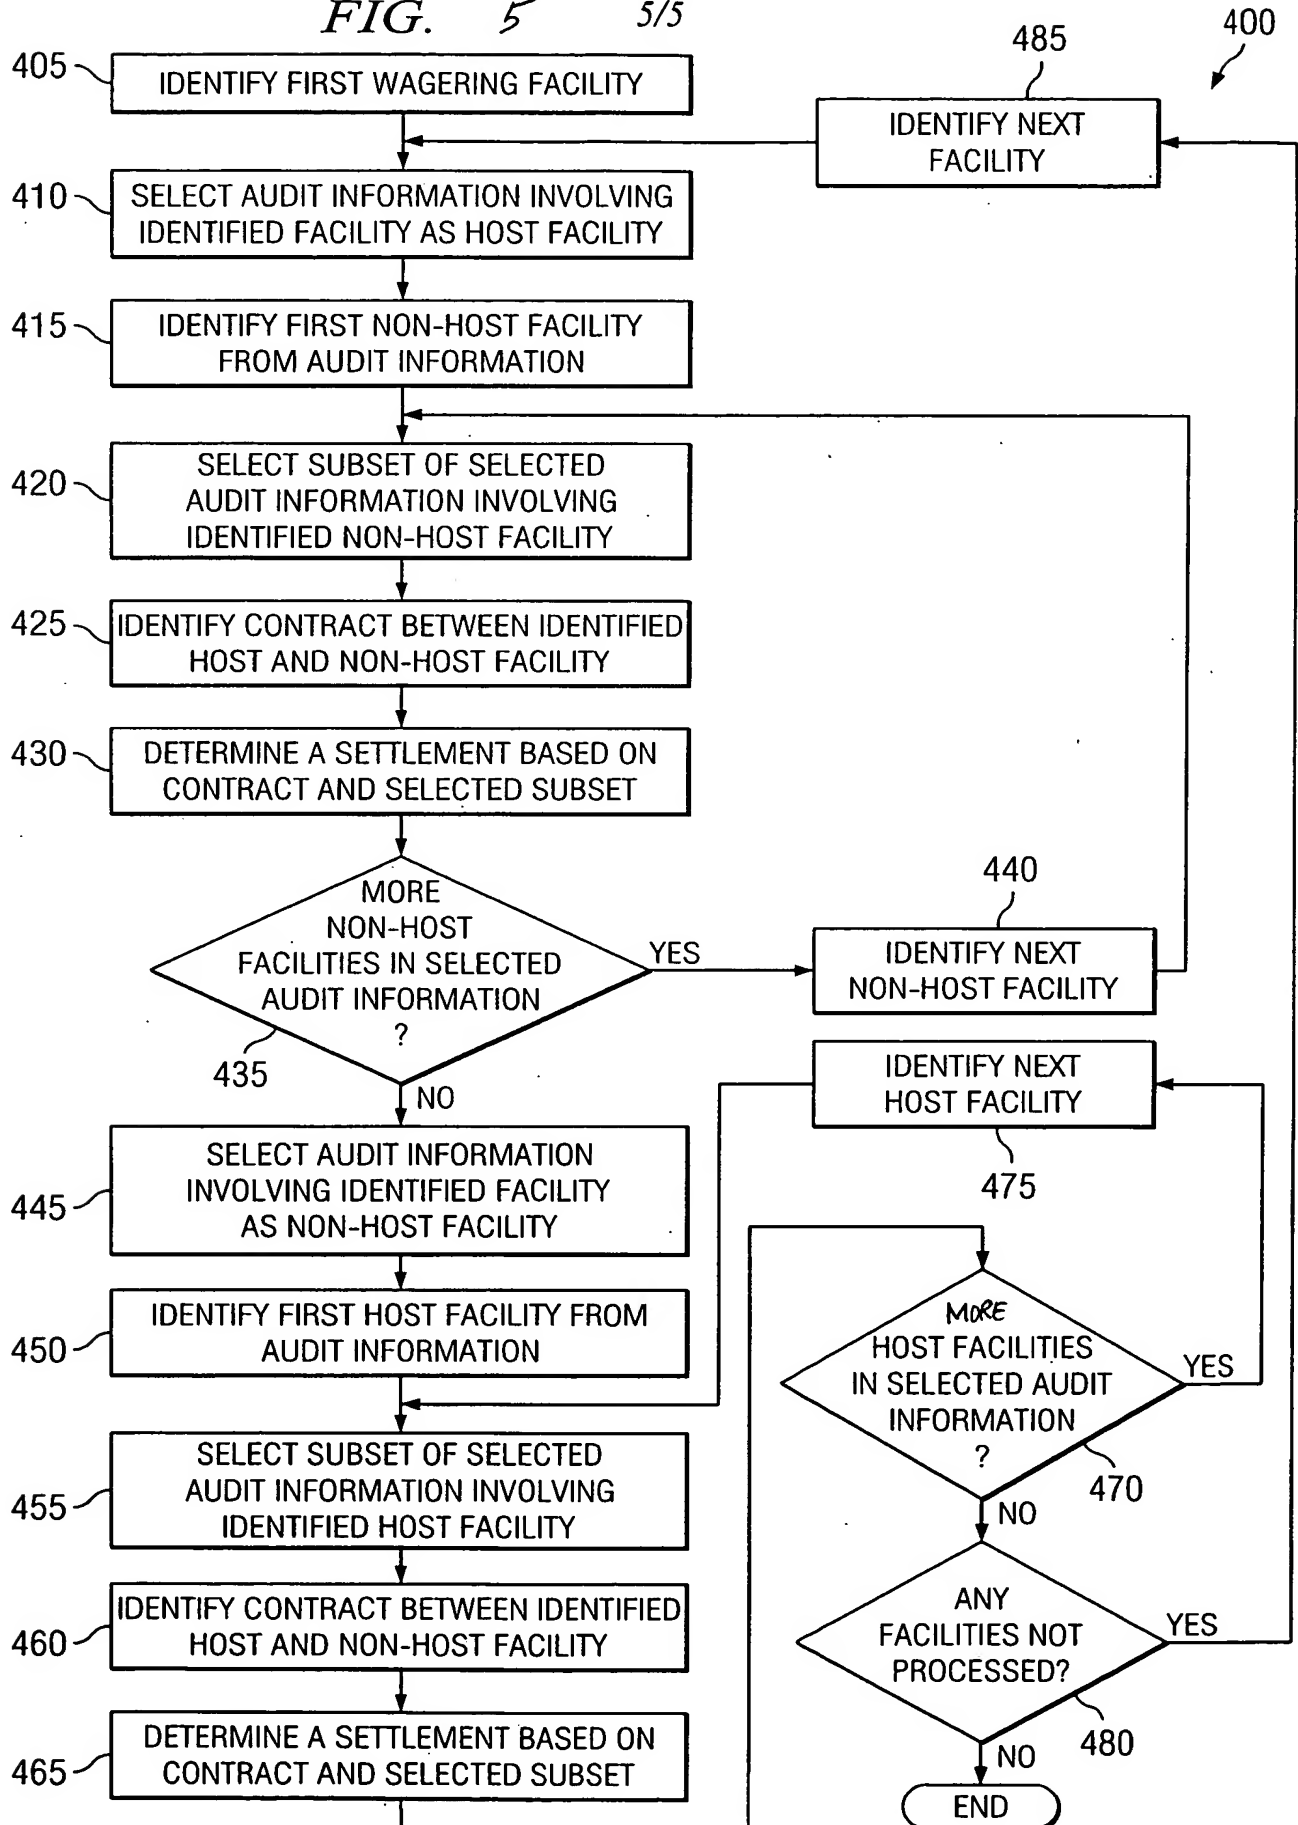 FIG. 5
5/5
400
405
IDENTIFY FIRST WAGERING FACILITY
485
IDENTIFY NEXT
FACILITY
410
SELECT AUDIT INFORMATION INVOLVING
IDENTIFIED FACILITY AS HOST FACILITY
415
IDENTIFY FIRST NON-HOST FACILITY
FROM AUDIT INFORMATION
420
SELECT SUBSET OF SELECTED
AUDIT INFORMATION INVOLVING
IDENTIFIED NON-HOST FACILITY
425
IDENTIFY CONTRACT BETWEEN IDENTIFIED
HOST AND NON-HOST FACILITY
430
DETERMINE A SETTLEMENT BASED ON
CONTRACT AND SELECTED SUBSET
MORE
NON-HOST
FACILITIES IN SELECTED
AUDIT INFORMATION
?
435
YES
NO
440
IDENTIFY NEXT
NON-HOST FACILITY
IDENTIFY NEXT
HOST FACILITY
475
445
SELECT AUDIT INFORMATION
INVOLVING IDENTIFIED FACILITY
AS NON-HOST FACILITY
450
IDENTIFY FIRST HOST FACILITY FROM
AUDIT INFORMATION
455
SELECT SUBSET OF SELECTED
AUDIT INFORMATION INVOLVING
IDENTIFIED HOST FACILITY
460
IDENTIFY CONTRACT BETWEEN IDENTIFIED
HOST AND NON-HOST FACILITY
465
DETERMINE A SETTLEMENT BASED ON
CONTRACT AND SELECTED SUBSET
MORE
HOST FACILITIES
IN SELECTED AUDIT
INFORMATION
?
YES
470
NO
ANY
FACILITIES NOT
PROCESSED?
YES
480
NO
END